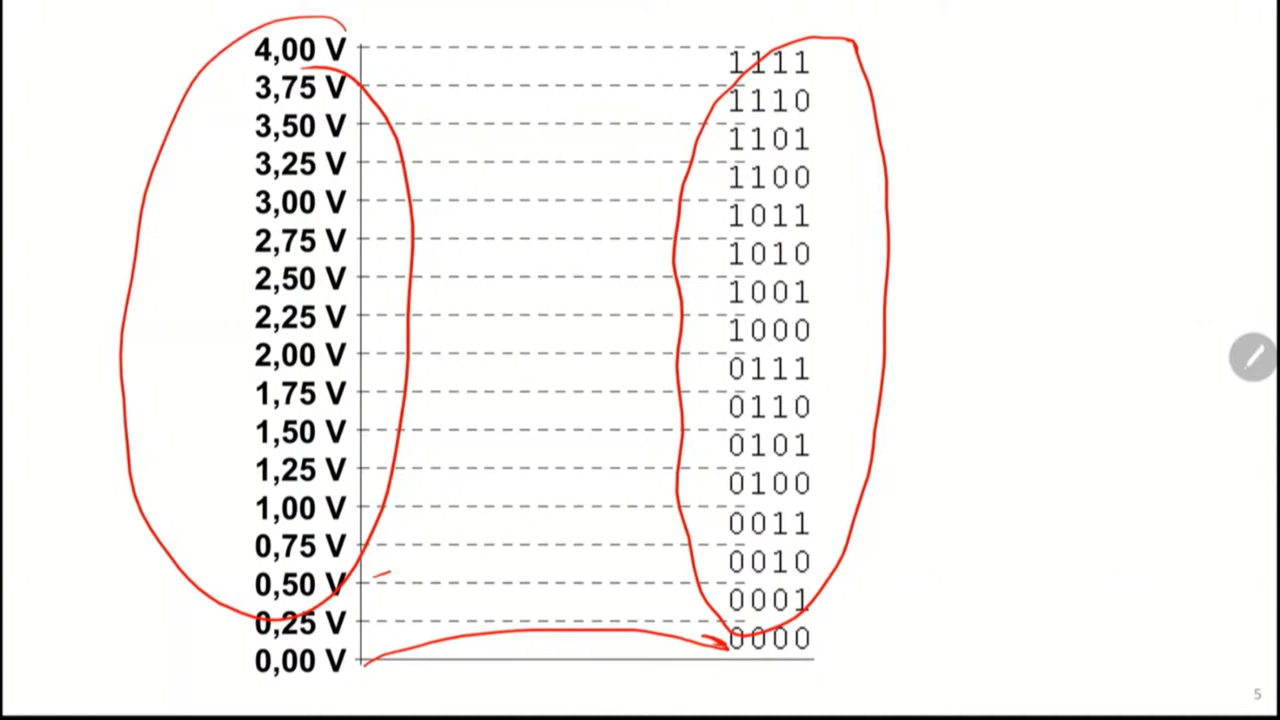 4,00 V
1111
3,75 V
1110
3,50 V
1101
3,25 V
1100
3,00 V
1011
2,75 V
1010
2,50 V
1001
2,25 V
1000
2,00 V
0111
1,75 V
0110
1,50 V
0101
1,25 V
0100
1,00 V
0011
0,75 V
0010
0,50 V
0001
0,25 V
0000
0,00 V
5